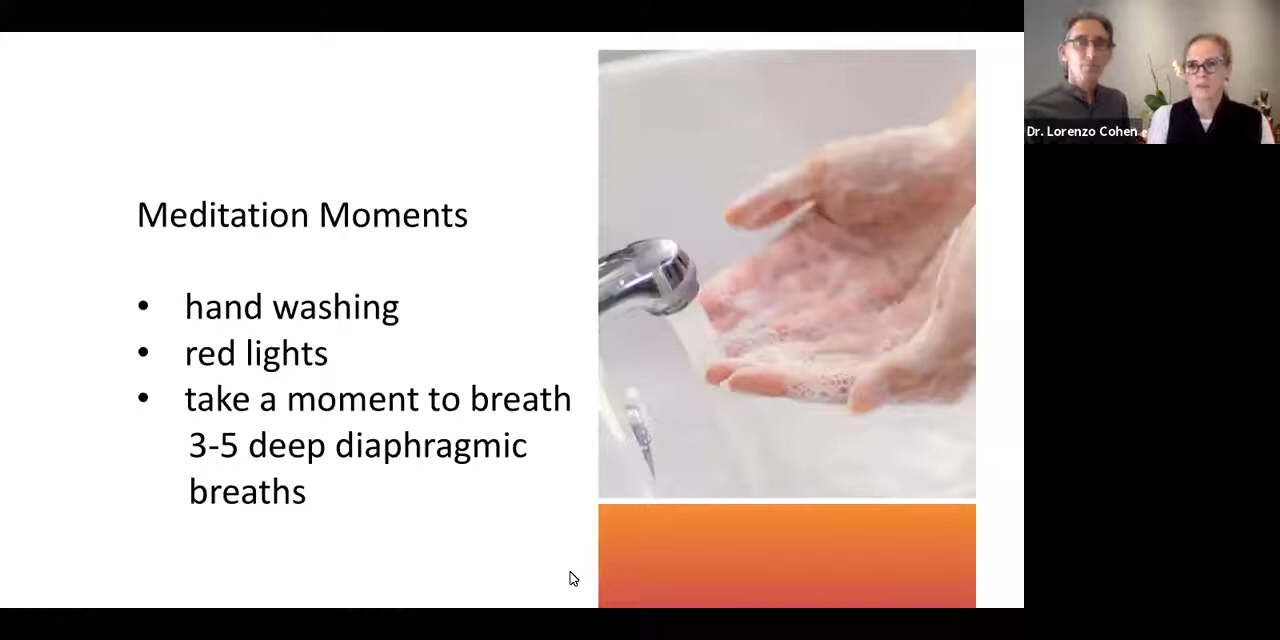 Meditation Moments
• hand washing
• red lights
• take a moment to breath
3-5 deep diaphragmic
breaths
Dr. Lorenzo Cohen